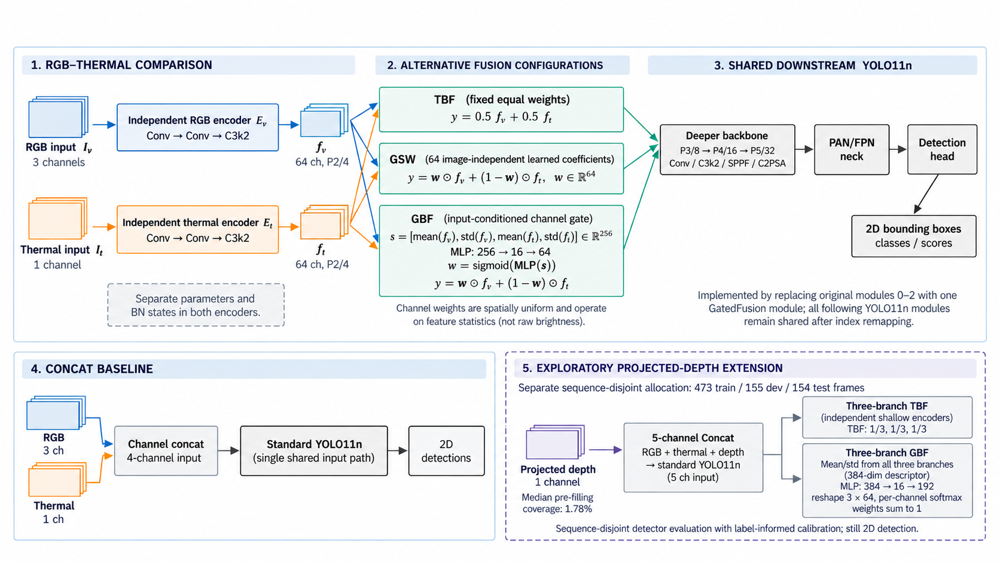 1. RGB–THERMAL COMPARISON
RGB input I_v
3 channels
Independent RGB encoder E_v
Conv → Conv → C3k2
f_v
64 ch, P2/4
Thermal input I_t
1 channel
Independent thermal encoder E_t
Conv → Conv → C3k2
f_t
64 ch, P2/4
Separate parameters and
BN states in both encoders.
2. ALTERNATIVE FUSION CONFIGURATIONS
TBF (fixed equal weights)
y = 0.5 f_v + 0.5 f_t
GSW (64 image-independent learned coefficients)
y = w ⊙ f_v + (1 − w) ⊙ f_t, w ∈ ℝ^64
GBF (input-conditioned channel gate)
s = [mean(f_v), std(f_v), mean(f_t), std(f_t)] ∈ ℝ^256
MLP: 256 → 16 → 64
w = sigmoid(MLP(s))
y = w ⊙ f_v + (1 − w) ⊙ f_t
Channel weights are spatially uniform and operate
on feature statistics (not raw brightness).
3. SHARED DOWNSTREAM YOLO11n
Deeper backbone
P3/8 → P4/16 → P5/32
Conv / C3k2 / SPPF / C2PSA
PAN/FPN
neck
Detection
head
2D bounding boxes
classes / scores
Implemented by replacing original modules 0–2 with one
GatedFusion module; all following YOLO11n modules
remain shared after index remapping.
4. CONCAT BASELINE
RGB
3 ch
Thermal
1 ch
Channel concat
4-channel input
Standard YOLO11n
(single shared input path)
2D
detections
5. EXPLORATORY PROJECTED-DEPTH EXTENSION
Separate sequence-disjoint allocation: 473 train / 155 dev / 154 test frames
Projected depth
1 channel
Median pre-filling
coverage: 1.78%
5-channel Concat
RGB + thermal + depth
→ standard YOLO11n
(5 ch input)
Three-branch TBF
(independent shallow encoders)
TBF: 1/3, 1/3, 1/3
Three-branch GBF
Mean/std from all three branches
(384-dim descriptor)
MLP: 384 → 16 → 192
reshape 3 × 64, per-channel softmax
weights sum to 1
Sequence-disjoint detector evaluation with label-informed calibration; still 2D detection.